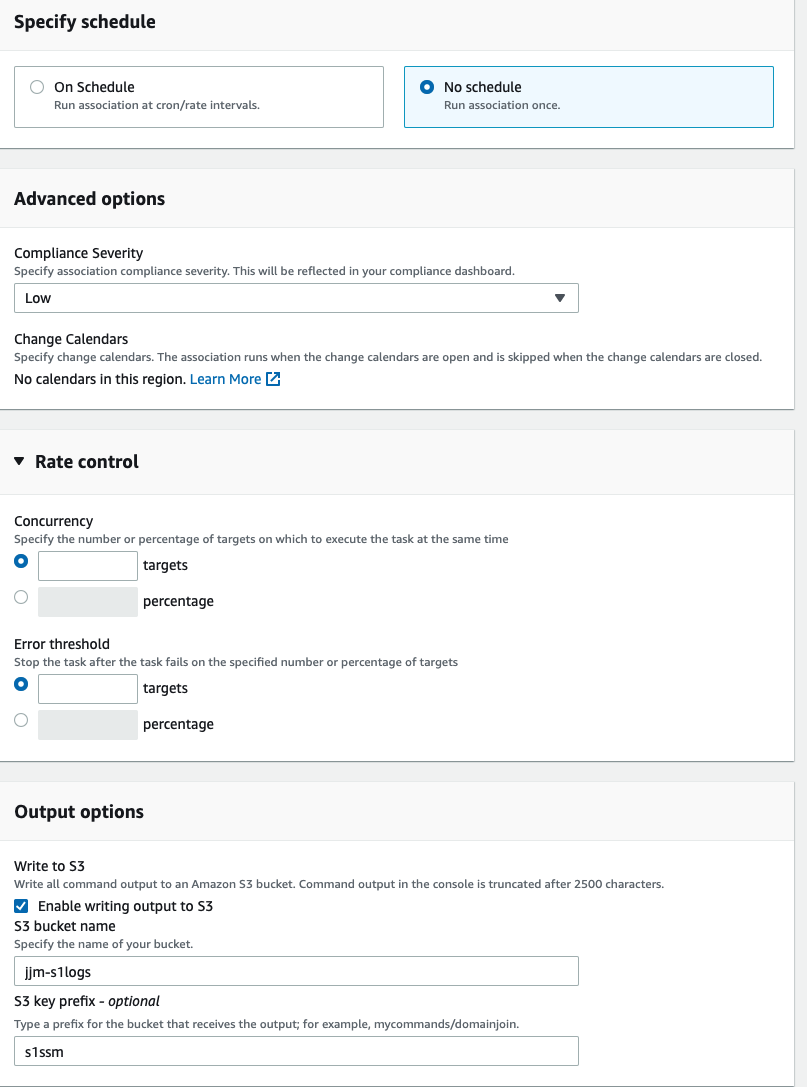 Specify schedule
On Schedule
Run association at cron/rate intervals.
No schedule
Run association once.
Advanced options
Compliance Severity
Specify association compliance severity. This will be reflected in your compliance dashboard.
Low
Change Calendars
Specify change calendars. The association runs when the change calendars are open and is skipped when the change calendars are closed.
No calendars in this region. Learn More
Rate control
Concurrency
Specify the number or percentage of targets on which to execute the task at the same time
targets
percentage
Error threshold
Stop the task after the task fails on the specified number or percentage of targets
targets
percentage
Output options
Write to S3
Write all command output to an Amazon S3 bucket. Command output in the console is truncated after 2500 characters.
Enable writing output to S3
S3 bucket name
Specify the name of your bucket.
jjm-s1logs
S3 key prefix - optional
Type a prefix for the bucket that receives the output; for example, mycommands/domainjoin.
s1ssm